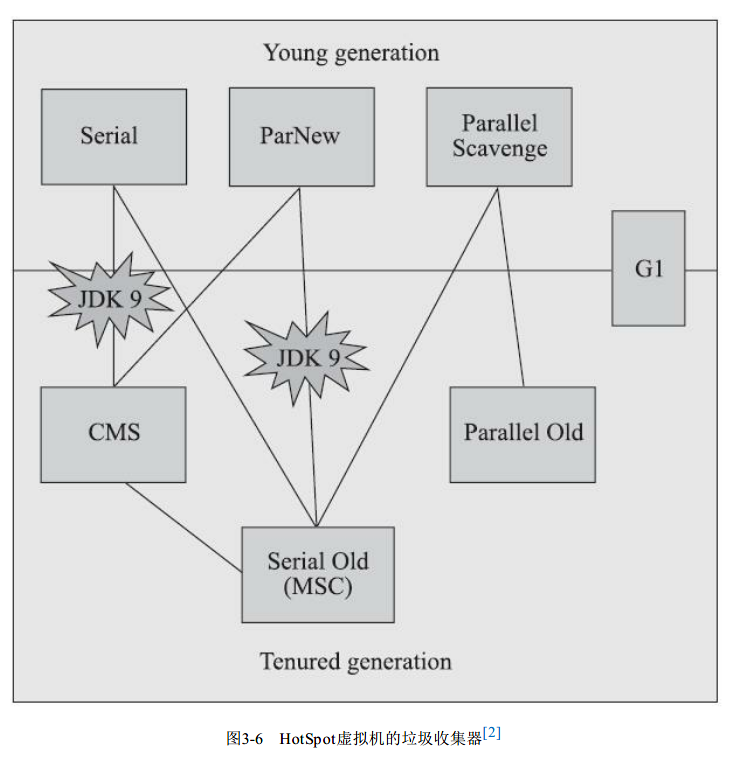 Young generation
Serial
ParNew
Parallel
Scavenge
G1
JDK 9
JDK 9
CMS
Parallel Old
Serial Old
(MSC)
Tenured generation
图3-6 HotSpot虚拟机的垃圾收集器[2]